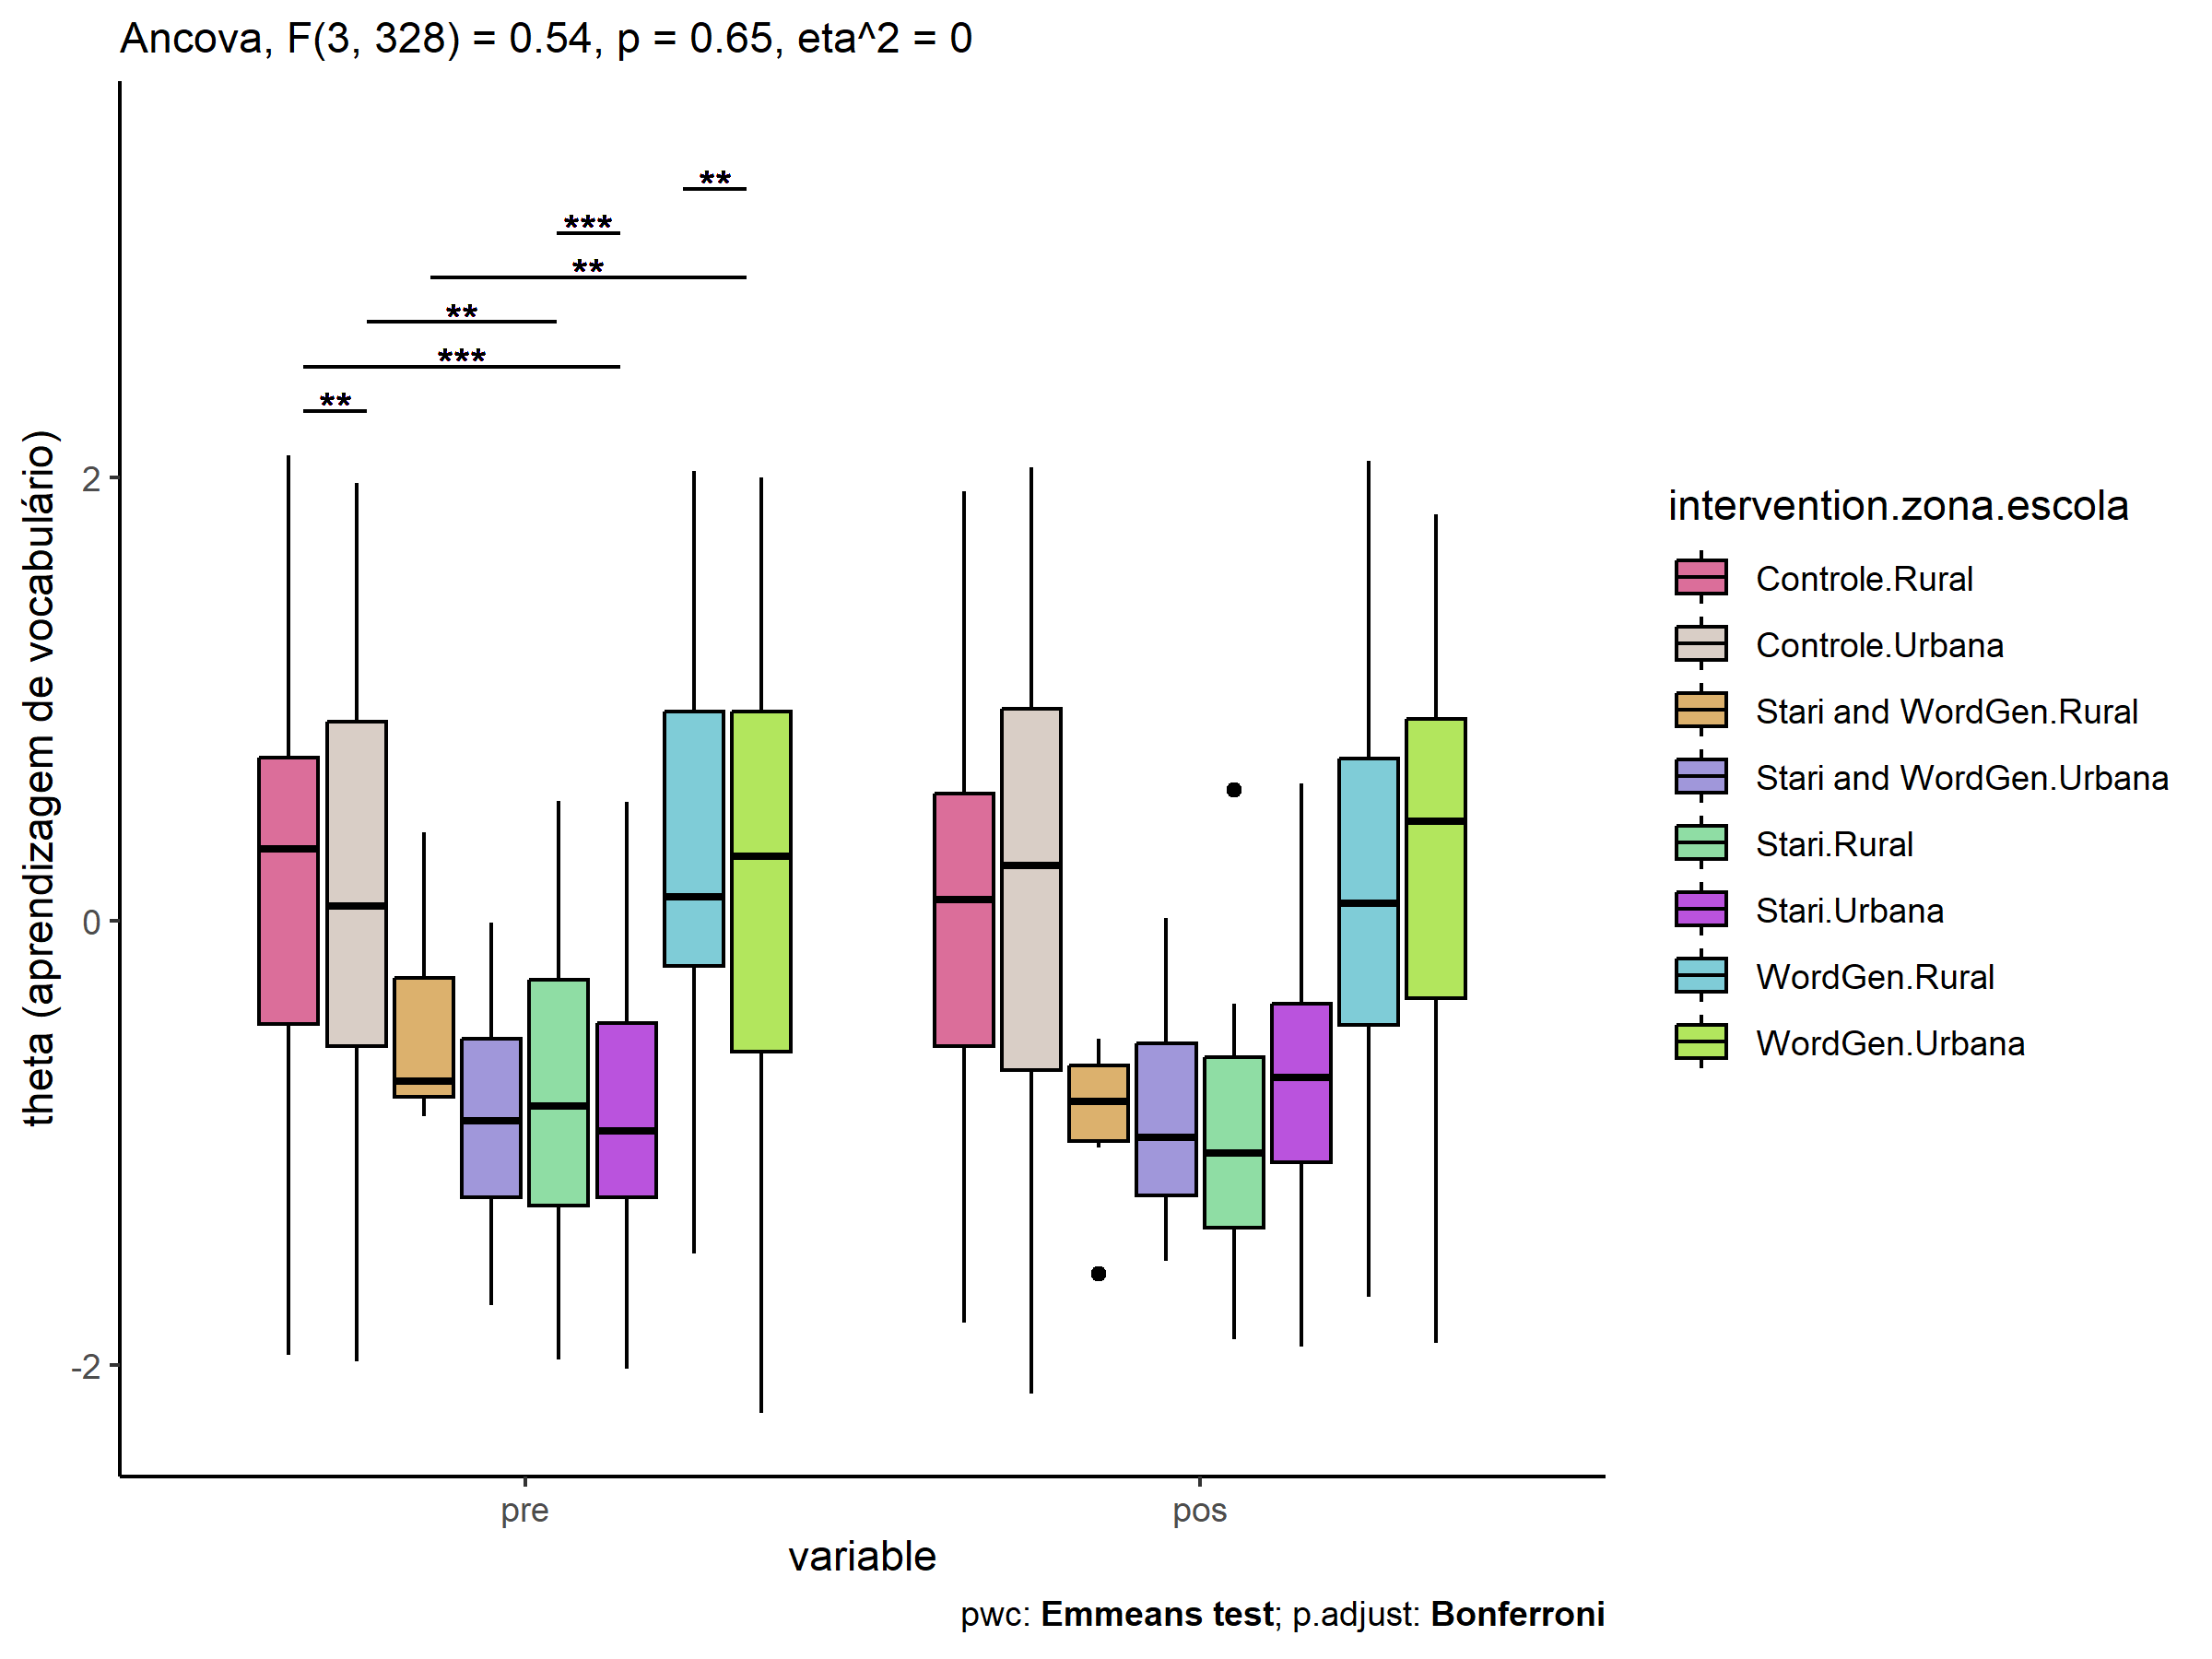 Ancova, F(3, 328) = 0.54, p = 0.65, eta^2 = 0
**
***
**
**
***
**
theta (aprendizagem de vocabulário)
2
0
-2
pre
pos
variable
pwc: Emmeans test; p.adjust: Bonferroni
intervention.zona.escola
Controle.Rural
Controle.Urbana
Stari and WordGen.Rural
Stari and WordGen.Urbana
Stari.Rural
Stari.Urbana
WordGen.Rural
WordGen.Urbana